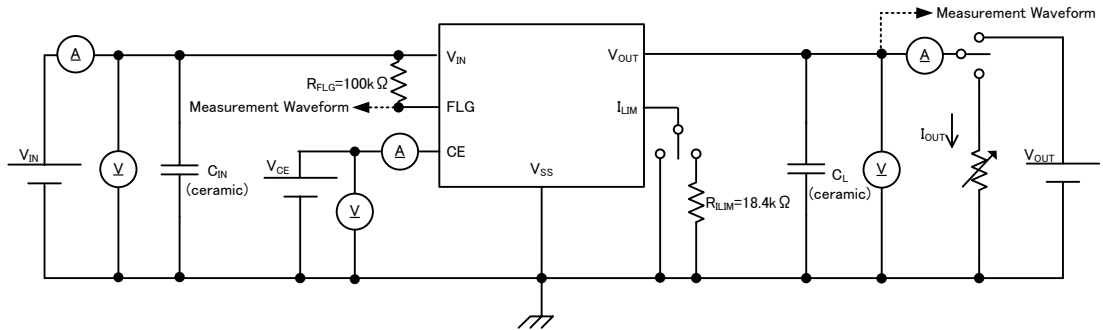 Measurement Waveform
A
A
V_IN
V_OUT
R_FLG=100kΩ
Measurement Waveform
FLG
I_LIM
A
I_OUT
V_IN
V
C_IN
(ceramic)
V_CE
CE
V_SS
V
R_ILIM=18.4kΩ
C_L
(ceramic)
V
V_OUT